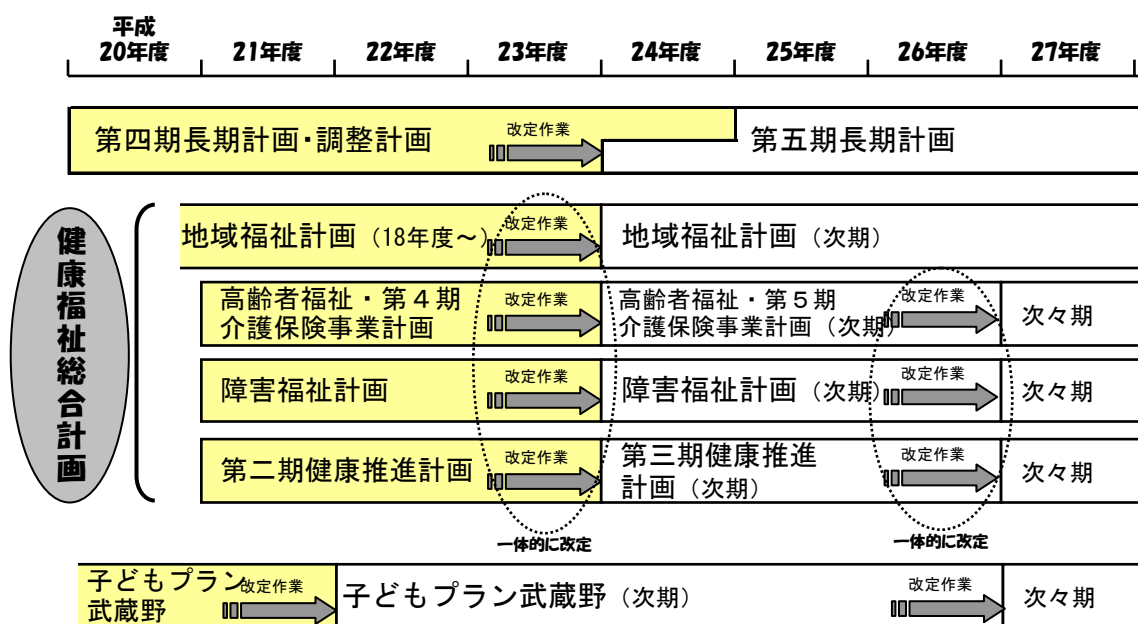 平成
20年度 21年度 22年度 23年度 24年度 25年度 26年度 27年度
第四期長期計画・調整計画 改定作業 第五期長期計画
健康福祉総合計画
地域福祉計画（18年度～） 改定作業 地域福祉計画（次期）
高齢者福祉・第４期
介護保険事業計画
改定作業
高齢者福祉・第５期
介護保険事業計画（次期）
改定作業
次々期
障害福祉計画 改定作業 障害福祉計画（次期） 改定作業 次々期
第二期健康推進計画 改定作業
第三期健康推進
計画（次期）
改定作業
次々期
一体的に改定 一体的に改定
子どもプラン
武蔵野
改定作業
子どもプラン武蔵野（次期） 改定作業 次々期